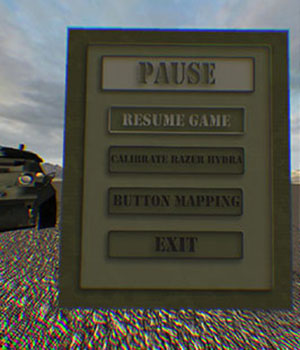 PAUSE
RESUME GAME
CALIBRATE RAZER HYDRA
BUTTON MAPPING
EXIT